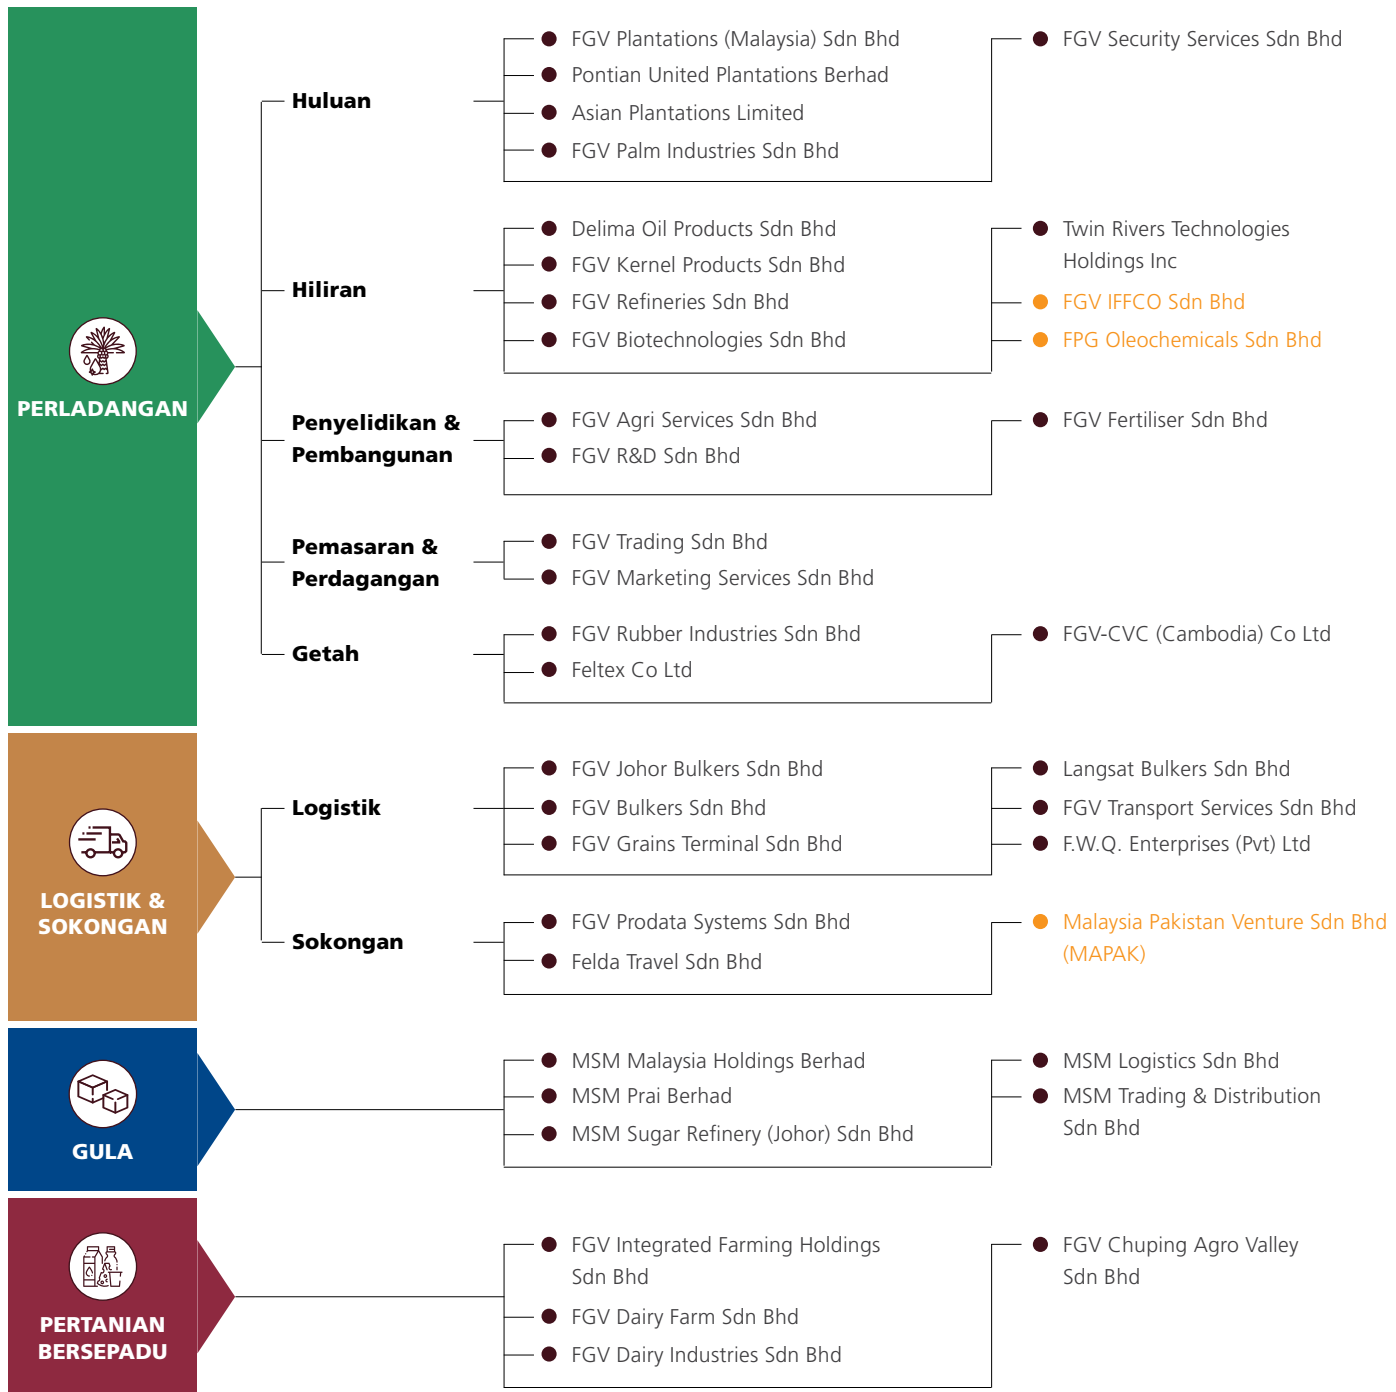 PERLADANGAN
Huluan
FGV Plantations (Malaysia) Sdn Bhd
Pontian United Plantations Berhad
Asian Plantations Limited
FGV Palm Industries Sdn Bhd
FGV Security Services Sdn Bhd
Hiliran
Delima Oil Products Sdn Bhd
FGV Kernel Products Sdn Bhd
FGV Refineries Sdn Bhd
FGV Biotechnologies Sdn Bhd
Twin Rivers Technologies
Holdings Inc
FGV IFFCO Sdn Bhd
FPG Oleochemicals Sdn Bhd
Penyelidikan &
Pembangunan
FGV Agri Services Sdn Bhd
FGV R&D Sdn Bhd
FGV Fertiliser Sdn Bhd
Pemasaran &
Perdagangan
FGV Trading Sdn Bhd
FGV Marketing Services Sdn Bhd
Getah
FGV Rubber Industries Sdn Bhd
Feltex Co Ltd
FGV-CVC (Cambodia) Co Ltd
LOGISTIK &
SOKONGAN
Logistik
FGV Johor Bulkers Sdn Bhd
FGV Bulkers Sdn Bhd
FGV Grains Terminal Sdn Bhd
Langsat Bulkers Sdn Bhd
FGV Transport Services Sdn Bhd
F.W.Q. Enterprises (Pvt) Ltd
Sokongan
FGV Prodata Systems Sdn Bhd
Felda Travel Sdn Bhd
Malaysia Pakistan Venture Sdn Bhd
(MAPAK)
GULA
MSM Malaysia Holdings Berhad
MSM Prai Berhad
MSM Sugar Refinery (Johor) Sdn Bhd
MSM Logistics Sdn Bhd
MSM Trading & Distribution
Sdn Bhd
PERTANIAN
BERSEPADU
FGV Integrated Farming Holdings
Sdn Bhd
FGV Dairy Farm Sdn Bhd
FGV Dairy Industries Sdn Bhd
FGV Chuping Agro Valley
Sdn Bhd